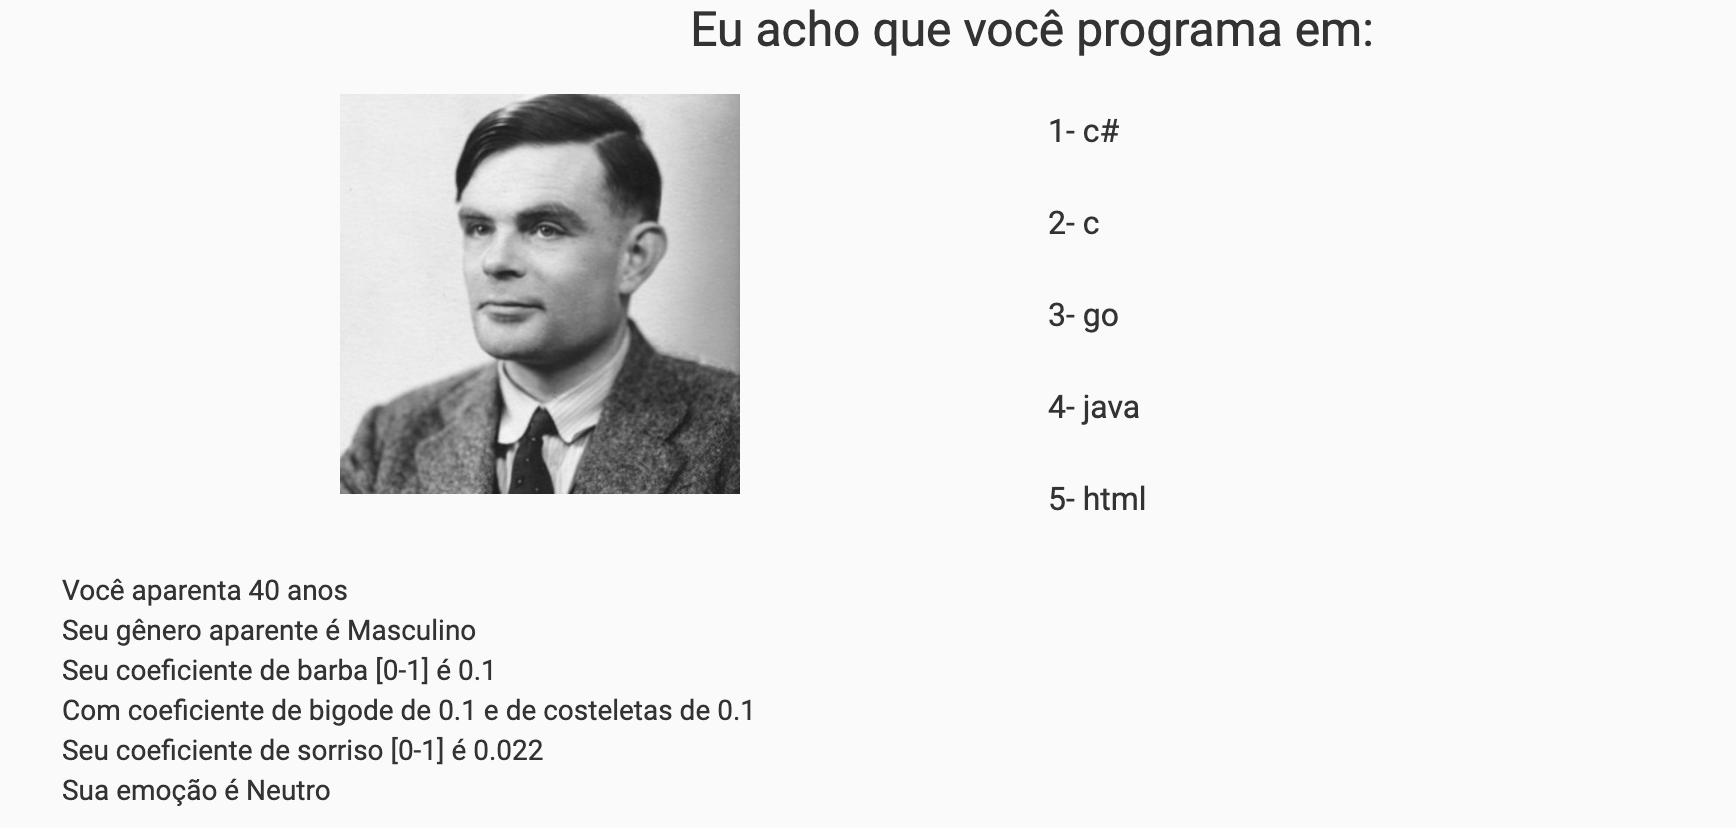 Eu acho que você programa em:
1- c#
2- c
3- go
4- java
5- html
Você aparenta 40 anos
Seu gênero aparente é Masculino
Seu coeficiente de barba [0-1] é 0.1
Com coeficiente de bigode de 0.1 e de costeletas de 0.1
Seu coeficiente de sorriso [0-1] é 0.022
Sua emoção é Neutro